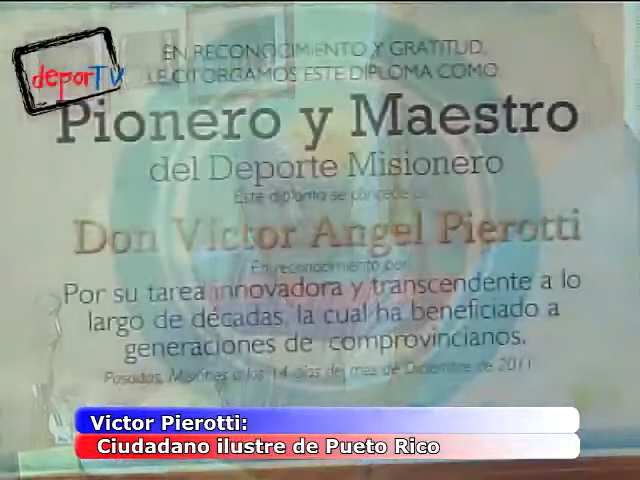 deporTV
EN RECONOCIMIENTO Y GRATITUD,
LE OTORGAMOS ESTE DIPLOMA COMO
Pionero y Maestro
del Deporte Misionero
Este diploma se concede a
Don Victor Angel Pierotti
En reconocimiento por
Por su tarea innovadora y transcendente a lo
largo de décadas, la cual ha beneficiado a
generaciones de comprovincianos.
Posadas, Misiones a los 14 días del mes de Diciembre de 2011
Victor Pierotti:
Ciudadano ilustre de Pueto Rico